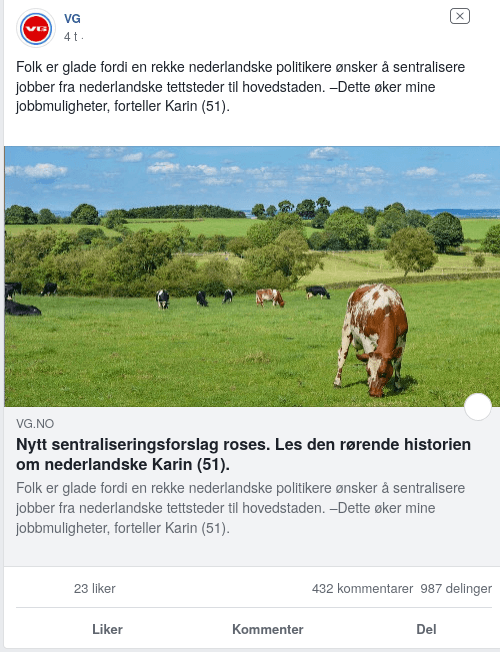 VG
VG
4 t ·
Folk er glade fordi en rekke nederlandske politikere ønsker å sentralisere
jobber fra nederlandske tettsteder til hovedstaden. –Dette øker mine
jobbmuligheter, forteller Karin (51).
VG.NO
Nytt sentraliseringsforslag roses. Les den rørende historien
om nederlandske Karin (51).
Folk er glade fordi en rekke nederlandske politikere ønsker å sentralisere
jobber fra nederlandske tettsteder til hovedstaden. –Dette øker mine
jobbmuligheter, forteller Karin (51).
23 liker 432 kommentarer 987 delinger
Liker Kommenter Del